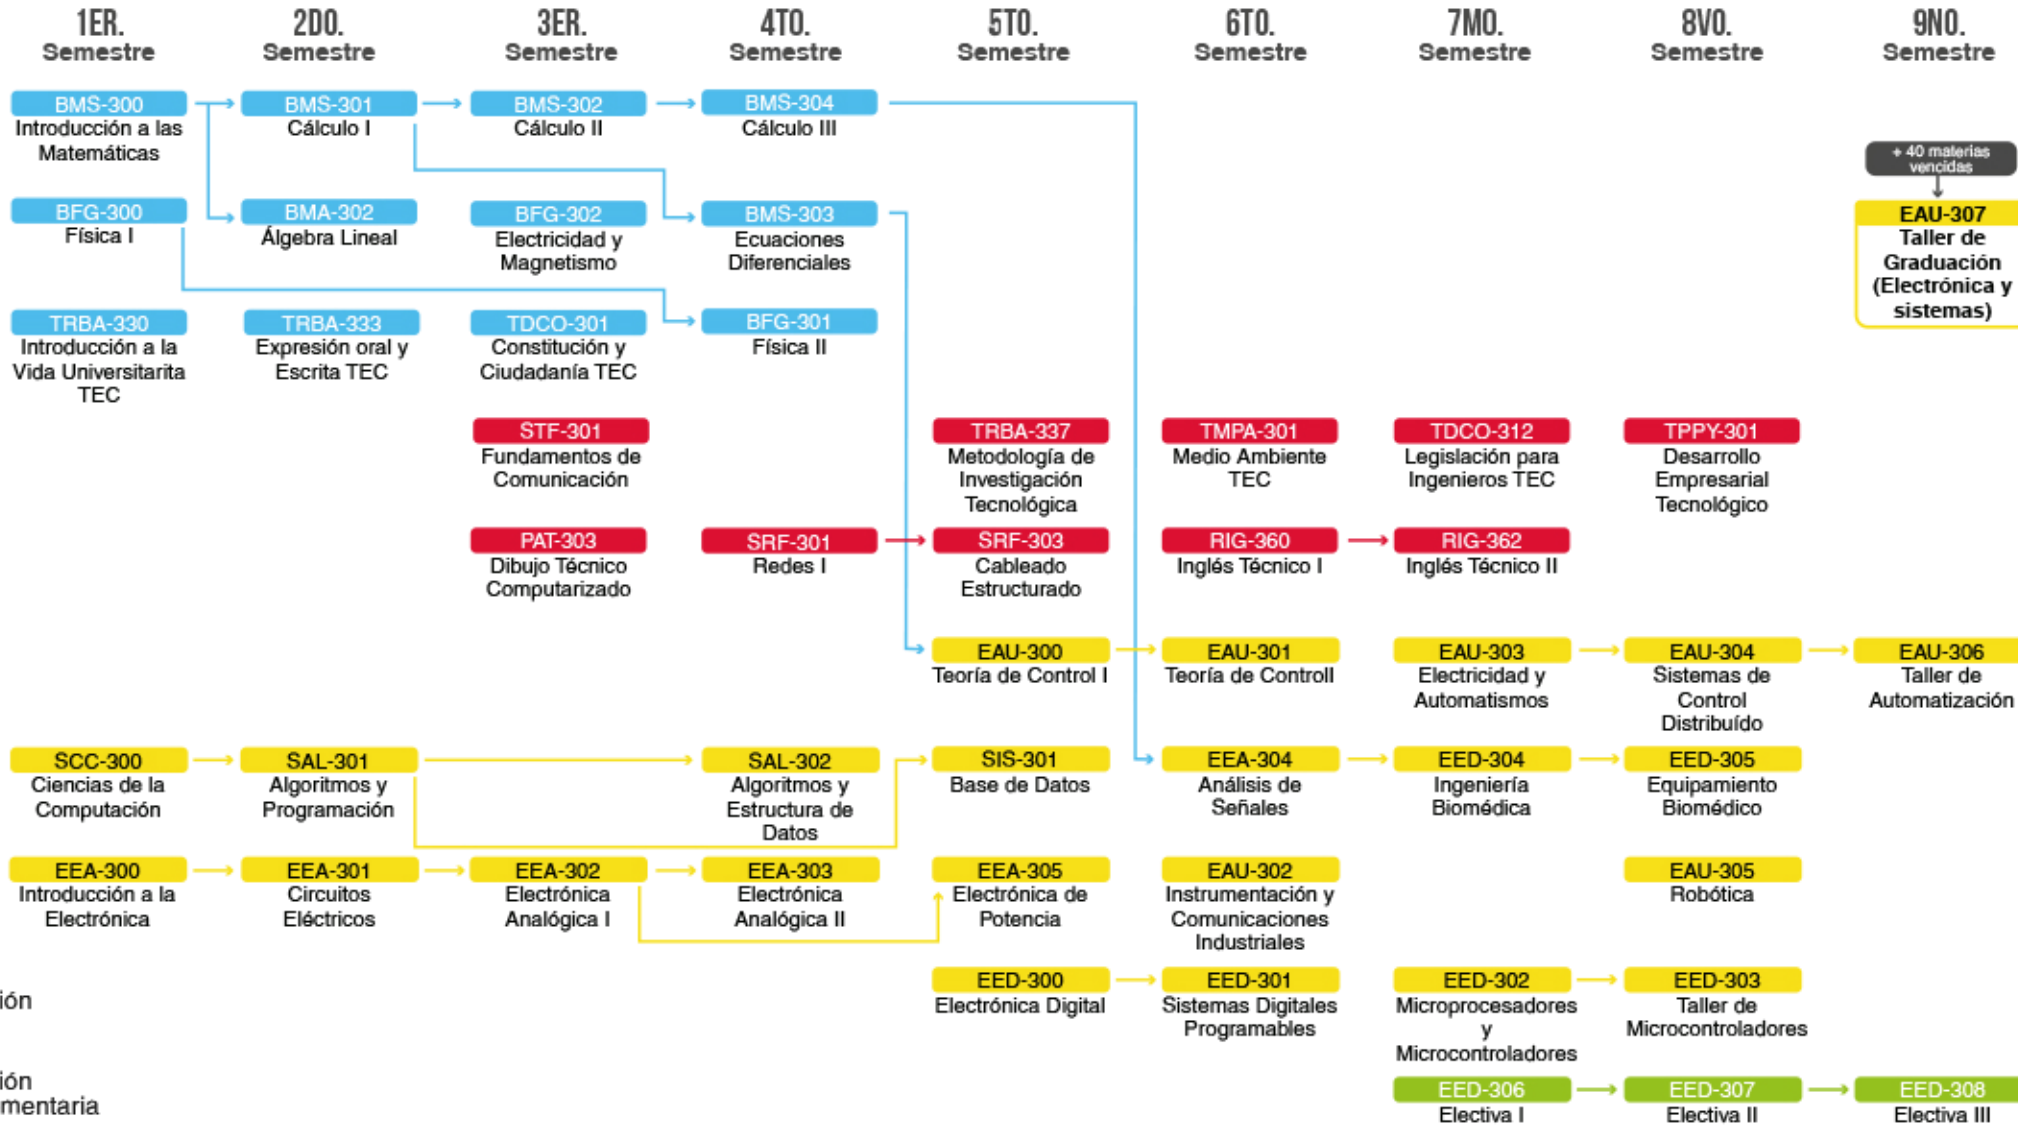 1ER.
Semestre
2DO.
Semestre
3ER.
Semestre
4TO.
Semestre
5TO.
Semestre
6TO.
Semestre
7MO.
Semestre
8VO.
Semestre
9NO.
Semestre
BMS-300
Introducción a las
Matemáticas
BMS-301
Cálculo I
BMS-302
Cálculo II
BMS-304
Cálculo III
+ 40 materias
vencidas
BFG-300
Física I
BMA-302
Álgebra Lineal
BFG-302
Electricidad y
Magnetismo
BMS-303
Ecuaciones
Diferenciales
EAU-307
Taller de
Graduación
(Electrónica y
sistemas)
TRBA-330
Introducción a la
Vida Universitarita
TEC
TRBA-333
Expresión oral y
Escrita TEC
TDCO-301
Constitución y
Ciudadanía TEC
BFG-301
Física II
STF-301
Fundamentos de
Comunicación
TRBA-337
Metodología de
Investigación
Tecnológica
TMPA-301
Medio Ambiente
TEC
TDCO-312
Legislación para
Ingenieros TEC
TPPY-301
Desarrollo
Empresarial
Tecnológico
PAT-303
Dibujo Técnico
Computarizado
SRF-301
Redes I
SRF-303
Cableado
Estructurado
RIG-360
Inglés Técnico I
RIG-362
Inglés Técnico II
EAU-300
Teoría de Control I
EAU-301
Teoría de ControlI
EAU-303
Electricidad y
Automatismos
EAU-304
Sistemas de
Control
Distribuído
EAU-306
Taller de
Automatización
SCC-300
Ciencias de la
Computación
SAL-301
Algoritmos y
Programación
SAL-302
Algoritmos y
Estructura de
Datos
SIS-301
Base de Datos
EEA-304
Análisis de
Señales
EED-304
Ingeniería
Biomédica
EED-305
Equipamiento
Biomédico
EEA-300
Introducción a la
Electrónica
EEA-301
Circuitos
Eléctricos
EEA-302
Electrónica
Analógica I
EEA-303
Electrónica
Analógica II
EEA-305
Electrónica de
Potencia
EAU-302
Instrumentación y
Comunicaciones
Industriales
EAU-305
Robótica
EED-300
Electrónica Digital
EED-301
Sistemas Digitales
Programables
EED-302
Microprocesadores
y
Microcontroladores
EED-303
Taller de
Microcontroladores
ión
ión
mentaria
EED-306
Electiva I
EED-307
Electiva II
EED-308
Electiva III